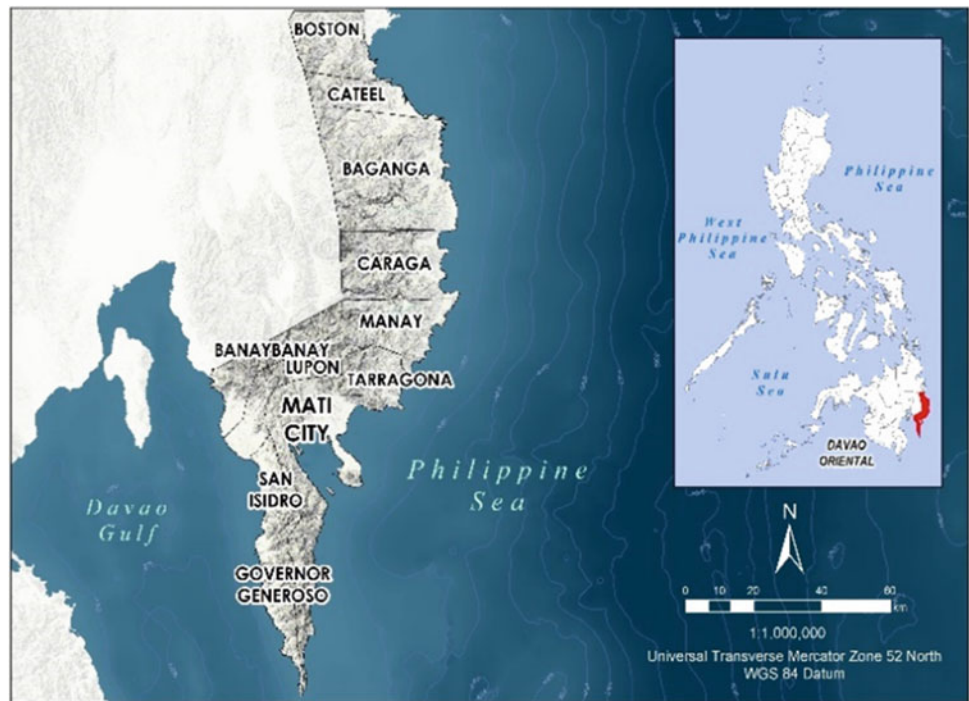 BOSTON
CATEEL
BAGANGA
CARAGA
MANAY
BANAYBANAY
LUPON
TARRAGONA
MATI
CITY
SAN
ISIDRO
GOVERNOR
GENEROSO
Davao
Gulf
Philippine
Sea
Philippine
Sea
West
Philippine
Sea
Sulu
Sea
DAVAO
ORIENTAL
N
0 10 20 40 60
km
1:1,000,000
Universal Transverse Mercator Zone 52 North
WGS 84 Datum